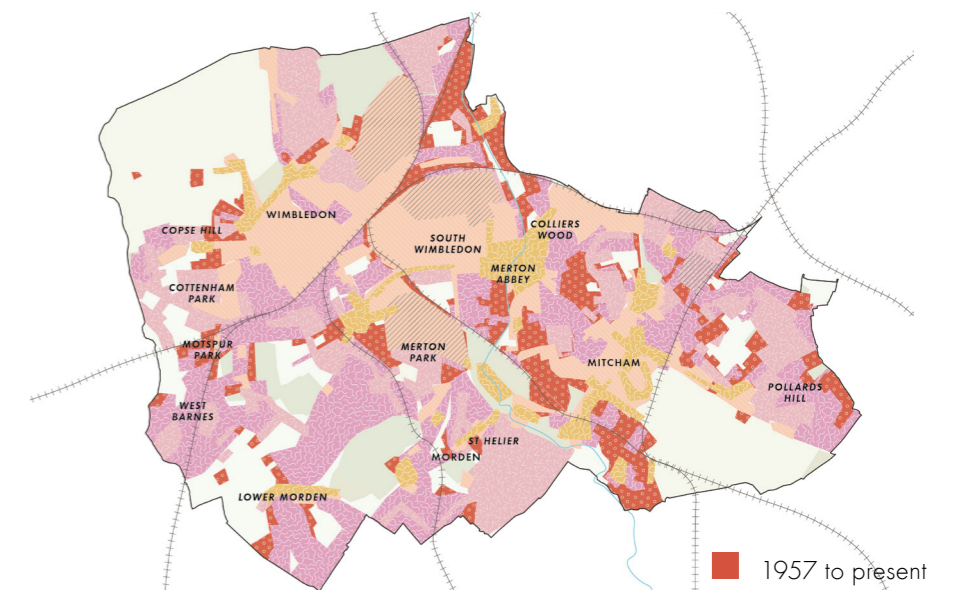 WIMBLEDON
COPSE HILL
COLLIERS
WOOD
SOUTH
WIMBLEDON
MERTON
ABBEY
COTTENHAM
PARK
MOTSPUR
PARK
MERTON
PARK
MITCHAM
POLLARDS
HILL
WEST
BARNES
ST HELIER
MORDEN
LOWER MORDEN
1957 to present